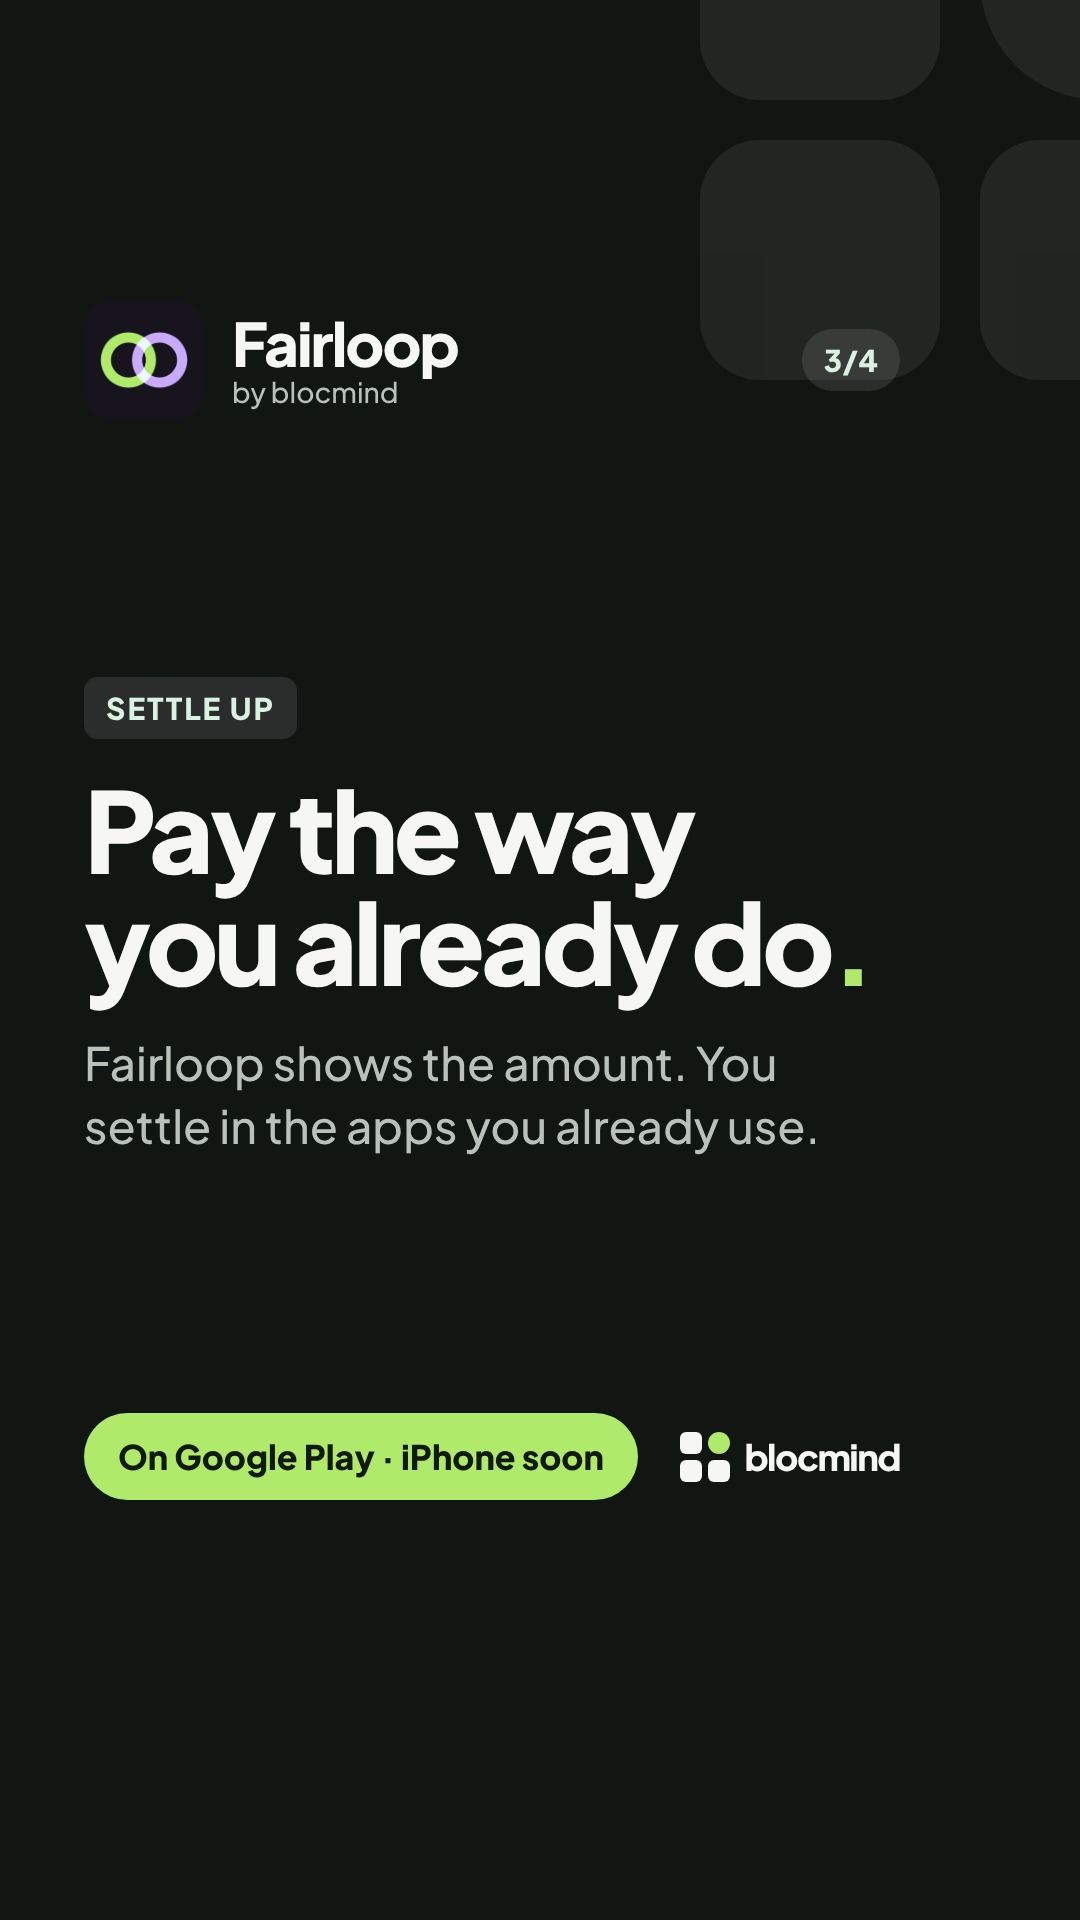 Fairloop
by blocmind
3/4
SETTLE UP
Pay the way
you already do.
Fairloop shows the amount. You
settle in the apps you already use.
On Google Play · iPhone soon
blocmind